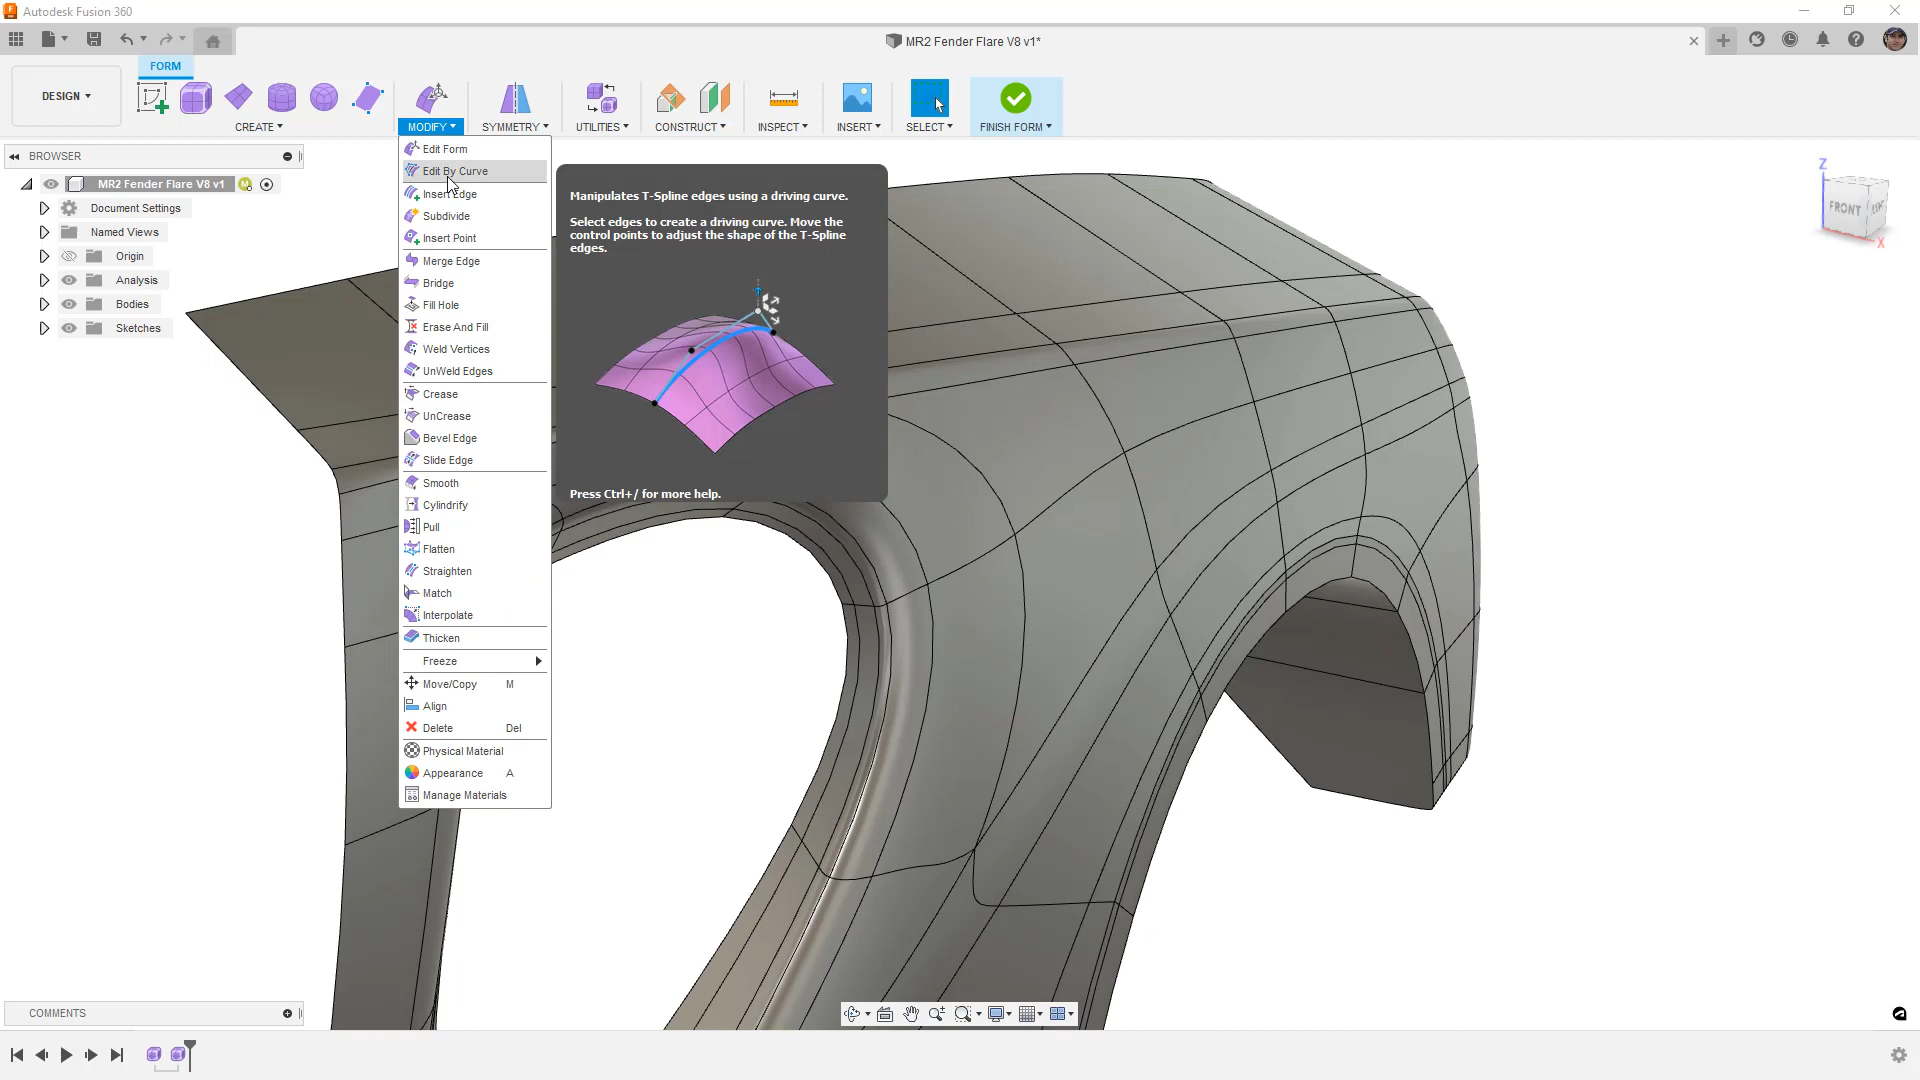 Autodesk Fusion 360
MR2 Fender Flare V8 v1*
FORM
DESIGN
CREATE
MODIFY
SYMMETRY
UTILITIES
CONSTRUCT
INSPECT
INSERT
SELECT
FINISH FORM
BROWSER
MR2 Fender Flare V8 v1
Document Settings
Named Views
Origin
Analysis
Bodies
Sketches
Edit Form
Edit By Curve
Insert Edge
Subdivide
Insert Point
Merge Edge
Bridge
Fill Hole
Erase And Fill
Weld Vertices
UnWeld Edges
Crease
UnCrease
Bevel Edge
Slide Edge
Smooth
Cylindrify
Pull
Flatten
Straighten
Match
Interpolate
Thicken
Freeze
Move/Copy M
Align
Delete Del
Physical Material
Appearance A
Manage Materials
Manipulates T-Spline edges using a driving curve.
Select edges to create a driving curve. Move the
control points to adjust the shape of the T-Spline
edges.
Press Ctrl+/ for more help.
Z
FRONT
X
COMMENTS